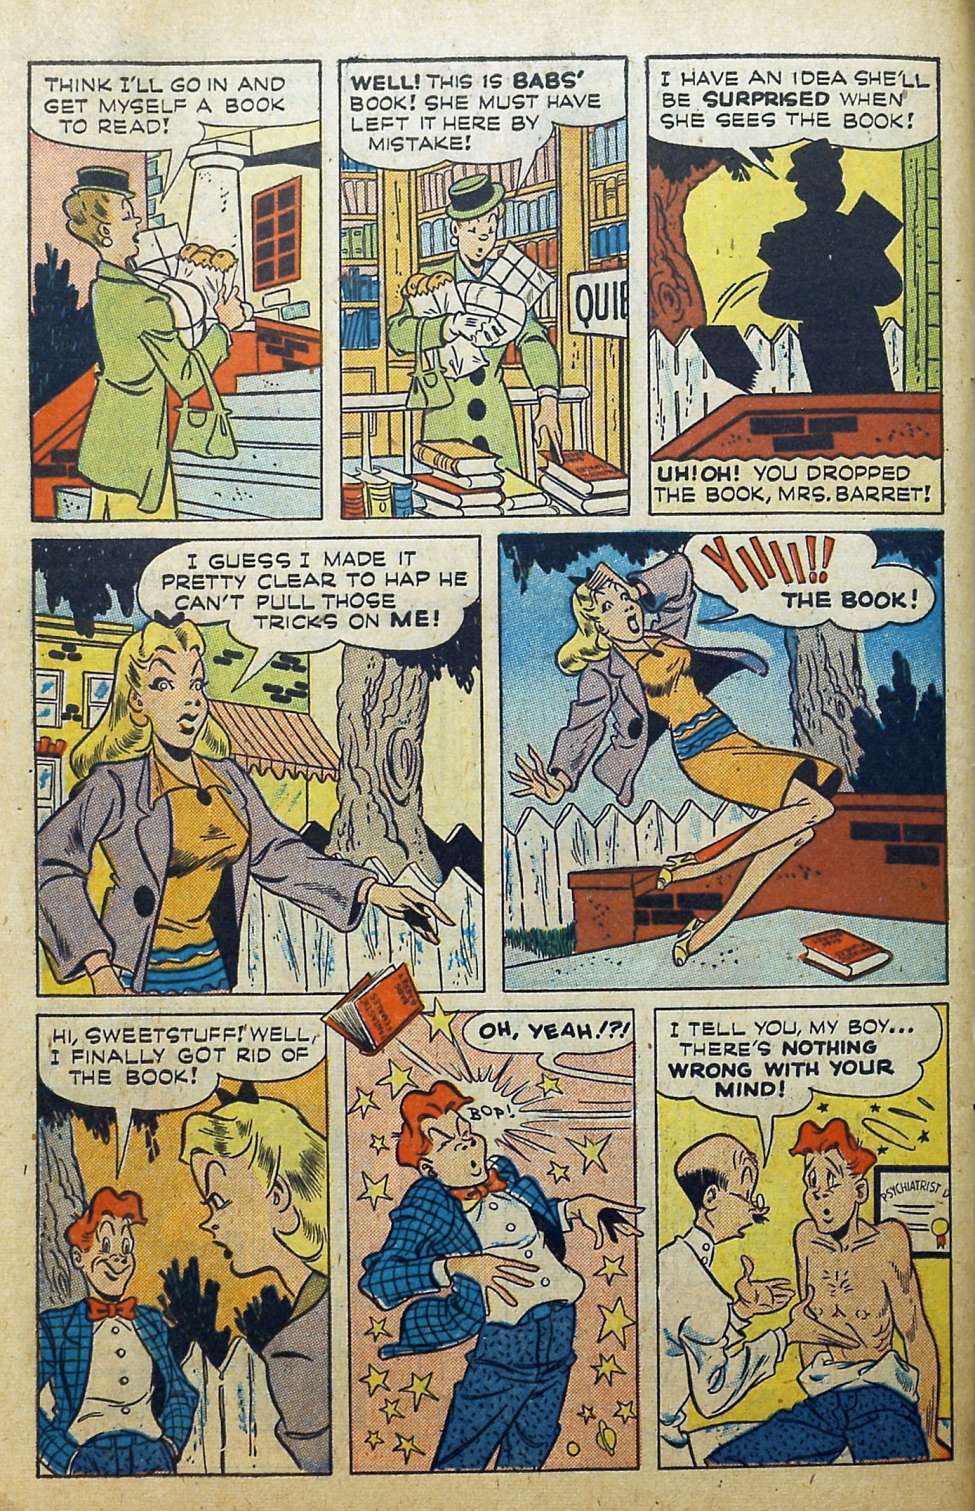 THINK I'LL GO IN AND
GET MYSELF A BOOK
TO READ!
WELL! THIS IS BABS'
BOOK! SHE MUST HAVE
LEFT IT HERE BY
MISTAKE!
QUIE
I HAVE AN IDEA SHE'LL
BE SURPRISED WHEN
SHE SEES THE BOOK!
UH!OH! YOU DROPPED
THE BOOK, MRS. BARRET!
I GUESS I MADE IT
PRETTY CLEAR TO HAP HE
CAN'T PULL THOSE
TRICKS ON ME!
YIIIII!!
THE BOOK!
HI, SWEETSTUFF! WELL,
I FINALLY GOT RID OF
THE BOOK!
OH, YEAH!?!
BOP!
I TELL YOU, MY BOY...
THERE'S NOTHING
WRONG WITH YOUR
MIND!
PSYCHIATRIST D